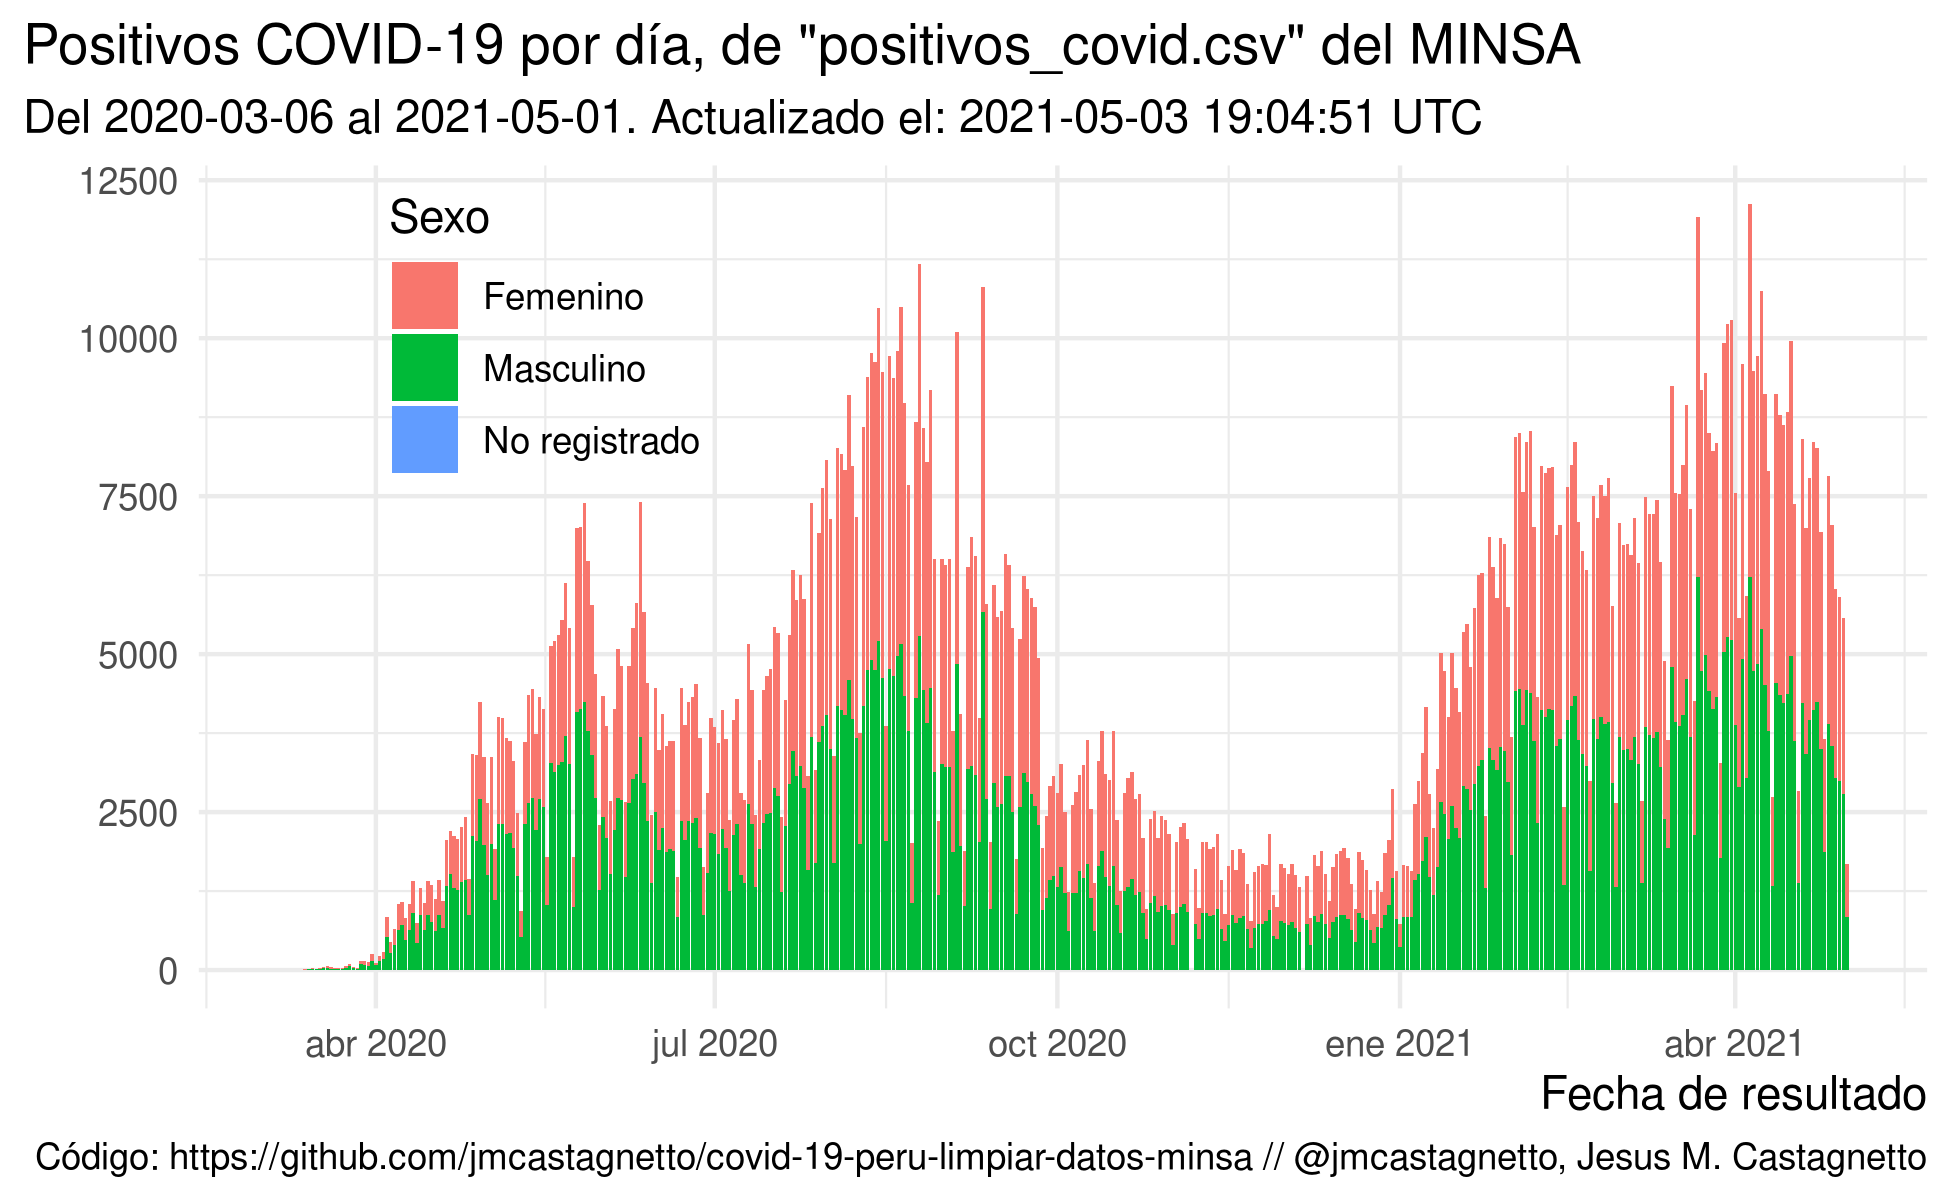 Positivos COVID-19 por día, de "positivos_covid.csv" del MINSA
Del 2020-03-06 al 2021-05-01. Actualizado el: 2021-05-03 19:04:51 UTC
12500
10000
7500
5000
2500
0
Sexo
Femenino
Masculino
No registrado
abr 2020
jul 2020
oct 2020
ene 2021
abr 2021
Fecha de resultado
Código: https://github.com/jmcastagnetto/covid-19-peru-limpiar-datos-minsa // @jmcastagnetto, Jesus M. Castagnetto